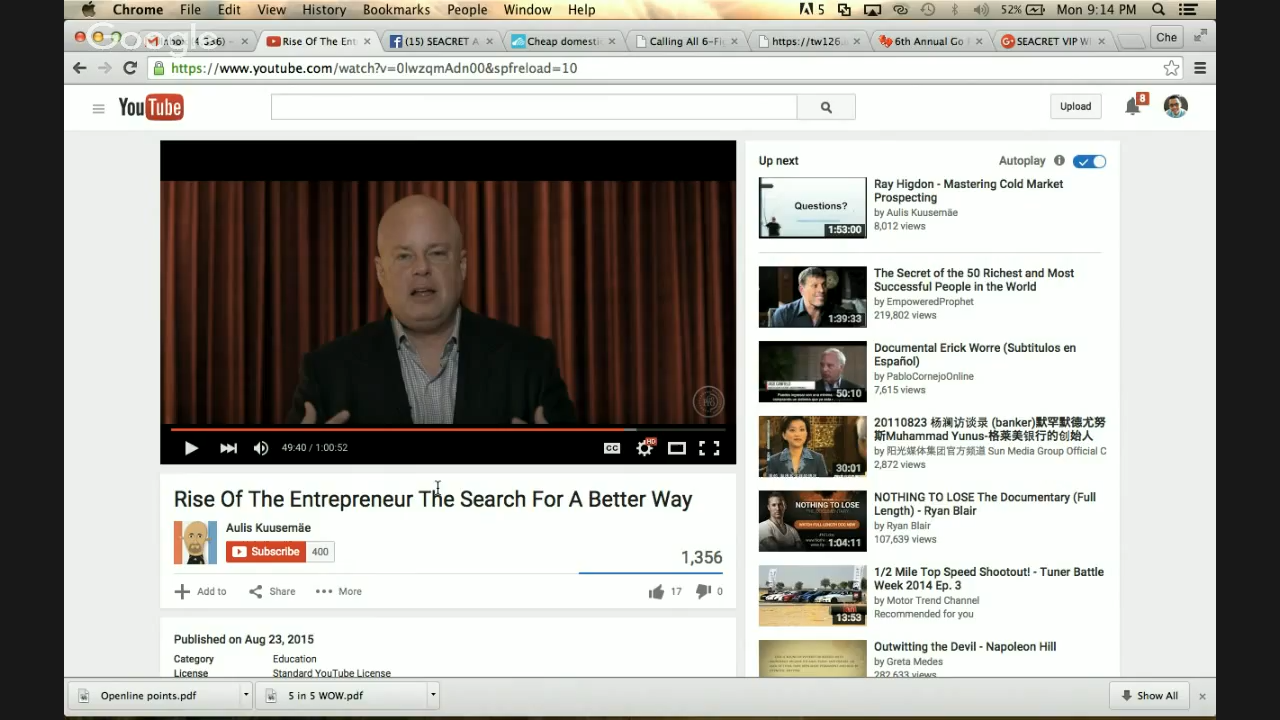 Chrome File Edit View History Bookmarks People Window Help 5 52% Mon 9:14 PM
Google
Rise Of The Ent × (15) SEACRET A × Cheap domesti × Calling All 6-Fi × https://tw126 × 6th Annual Go × SEACRET VIP W × Che
https://www.youtube.com/watch?v=0lwzqmAdn00&spfreload=10
YouTube Upload 8
Up next Autoplay
Ray Higdon - Mastering Cold Market
Prospecting
by Aulis Kuusemäe
8,012 views
Questions?
1:53:00
The Secret of the 50 Richest and Most
Successful People in the World
by EmpoweredProphet
219,802 views
1:39:33
Documental Erick Worre (Subtitulos en
Español)
by PabloCornejoOnline
7,615 views
50:10
20110823 杨澜访谈录 (banker)默罕默德尤努
斯Muhammad Yunus-格莱美银行的创始人
by 阳光媒体集团官方频道 Sun Media Group Official C
2,872 views
30:01
NOTHING TO LOSE The Documentary (Full
Length) - Ryan Blair
by Ryan Blair
107,639 views
NOTHING TO LOSE
1:04:11
1/2 Mile Top Speed Shootout! - Tuner Battle
Week 2014 Ep. 3
by Motor Trend Channel
Recommended for you
13:53
Outwitting the Devil - Napoleon Hill
by Greta Medes
282,633 views
49:40 / 1:00:52 CC HD
Rise Of The Entrepreneur The Search For A Better Way
Aulis Kuusemäe
Subscribe 400
1,356
Add to Share More 17 0
Published on Aug 23, 2015
Category Education
License Standard YouTube License
Openline points.pdf 5 in 5 WOW.pdf Show All